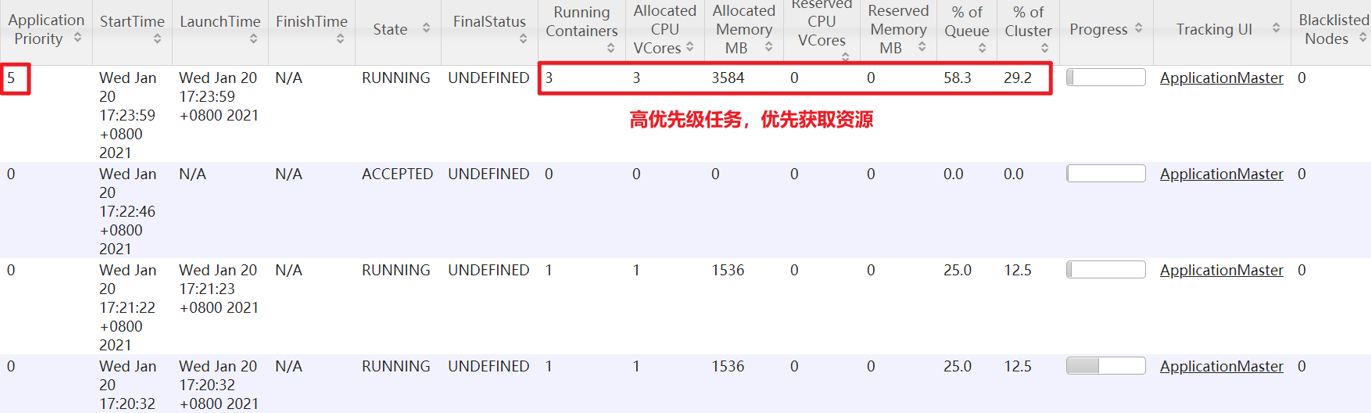 Application Priority StartTime LaunchTime FinishTime State FinalStatus Running Containers Allocated CPU VCores Allocated Memory MB Reserved CPU VCores Reserved Memory MB % of Queue % of Cluster Progress Tracking UI Blacklisted Nodes
5 Wed Jan 20 17:23:59 +0800 2021 Wed Jan 20 17:23:59 +0800 2021 N/A RUNNING UNDEFINED 3 3 3584 0 0 58.3 29.2 ApplicationMaster 0
高优先级任务，优先获取资源
0 Wed Jan 20 17:22:46 +0800 2021 N/A N/A ACCEPTED UNDEFINED 0 0 0 0 0 0.0 0.0 ApplicationMaster 0
0 Wed Jan 20 17:21:22 +0800 2021 Wed Jan 20 17:21:23 +0800 2021 N/A RUNNING UNDEFINED 1 1 1536 0 0 25.0 12.5 ApplicationMaster 0
0 Wed Jan 20 17:20:32 Wed Jan 20 17:20:32 +0800 2021 N/A RUNNING UNDEFINED 1 1 1536 0 0 25.0 12.5 ApplicationMaster 0